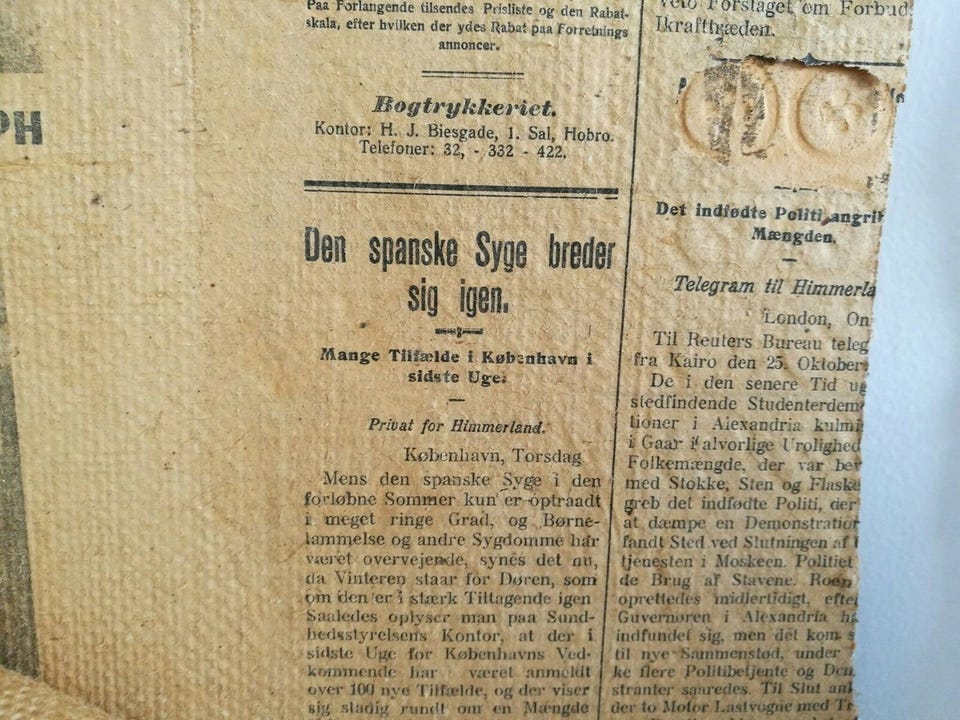 PH
Paa Forlangende tilsendes Prisliste og den Rabat-
skala, efter hvilken der ydes Rabat paa Forretnings
annoncer.
Bogtrykkeriet.
Kontor: H. J. Biesgade, 1. Sal, Hobro.
Telefoner: 32, - 332 - 422.
Den spanske Syge breder
sig igen.
Mange Tilfælde i København i
sidste Uge.
Privat for Himmerland.
København, Torsdag
Mens den spanske Syge i den
forløbne Sommer kun er optraadt
i meget ringe Grad, og Børne-
lammelse og andre Sygdomme har
været overvejende, synes det nu,
da Vinteren staar for Døren, som
om den er i stærk Tiltagende igen
Saaledes oplyser man paa Sund-
hedsstyrelsens Kontor, at der i
sidste Uge for Københavns Ved-
kommende har været anmeldt
over 100 nye Tilfælde, og der viser
sig stadig rundt om en Mængde
Veto Forslaget om Forbud
Ikrafttræden.
Det indfødte Politi angri
Mængden.
Telegram til Himmerla
London, On
Til Reuters Bureau teleg
fra Kairo den 25. Oktober
De i den senere Tid
stedfindende Studenterdem
tioner i Alexandria kulmi
i Gaar i alvorlige Urolighed
Folkemængde, der var bev
med Stokke, Sten og Flaske
greb det indfødte Politi, der
at dæmpe en Demonstration
fandt Sted ved Slutningen af
tjenesten i Moskeen. Politiet
de Brug af Stavene. Roen
oprettedes midlertidigt, efter
Guvernøren i Alexandria ha
indfundet sig, men det kom
til nye Sammenstød, under
ke flere Politibetjente og Dem
stranter saaredes. Til Slut
der to Motor Lastvogne med